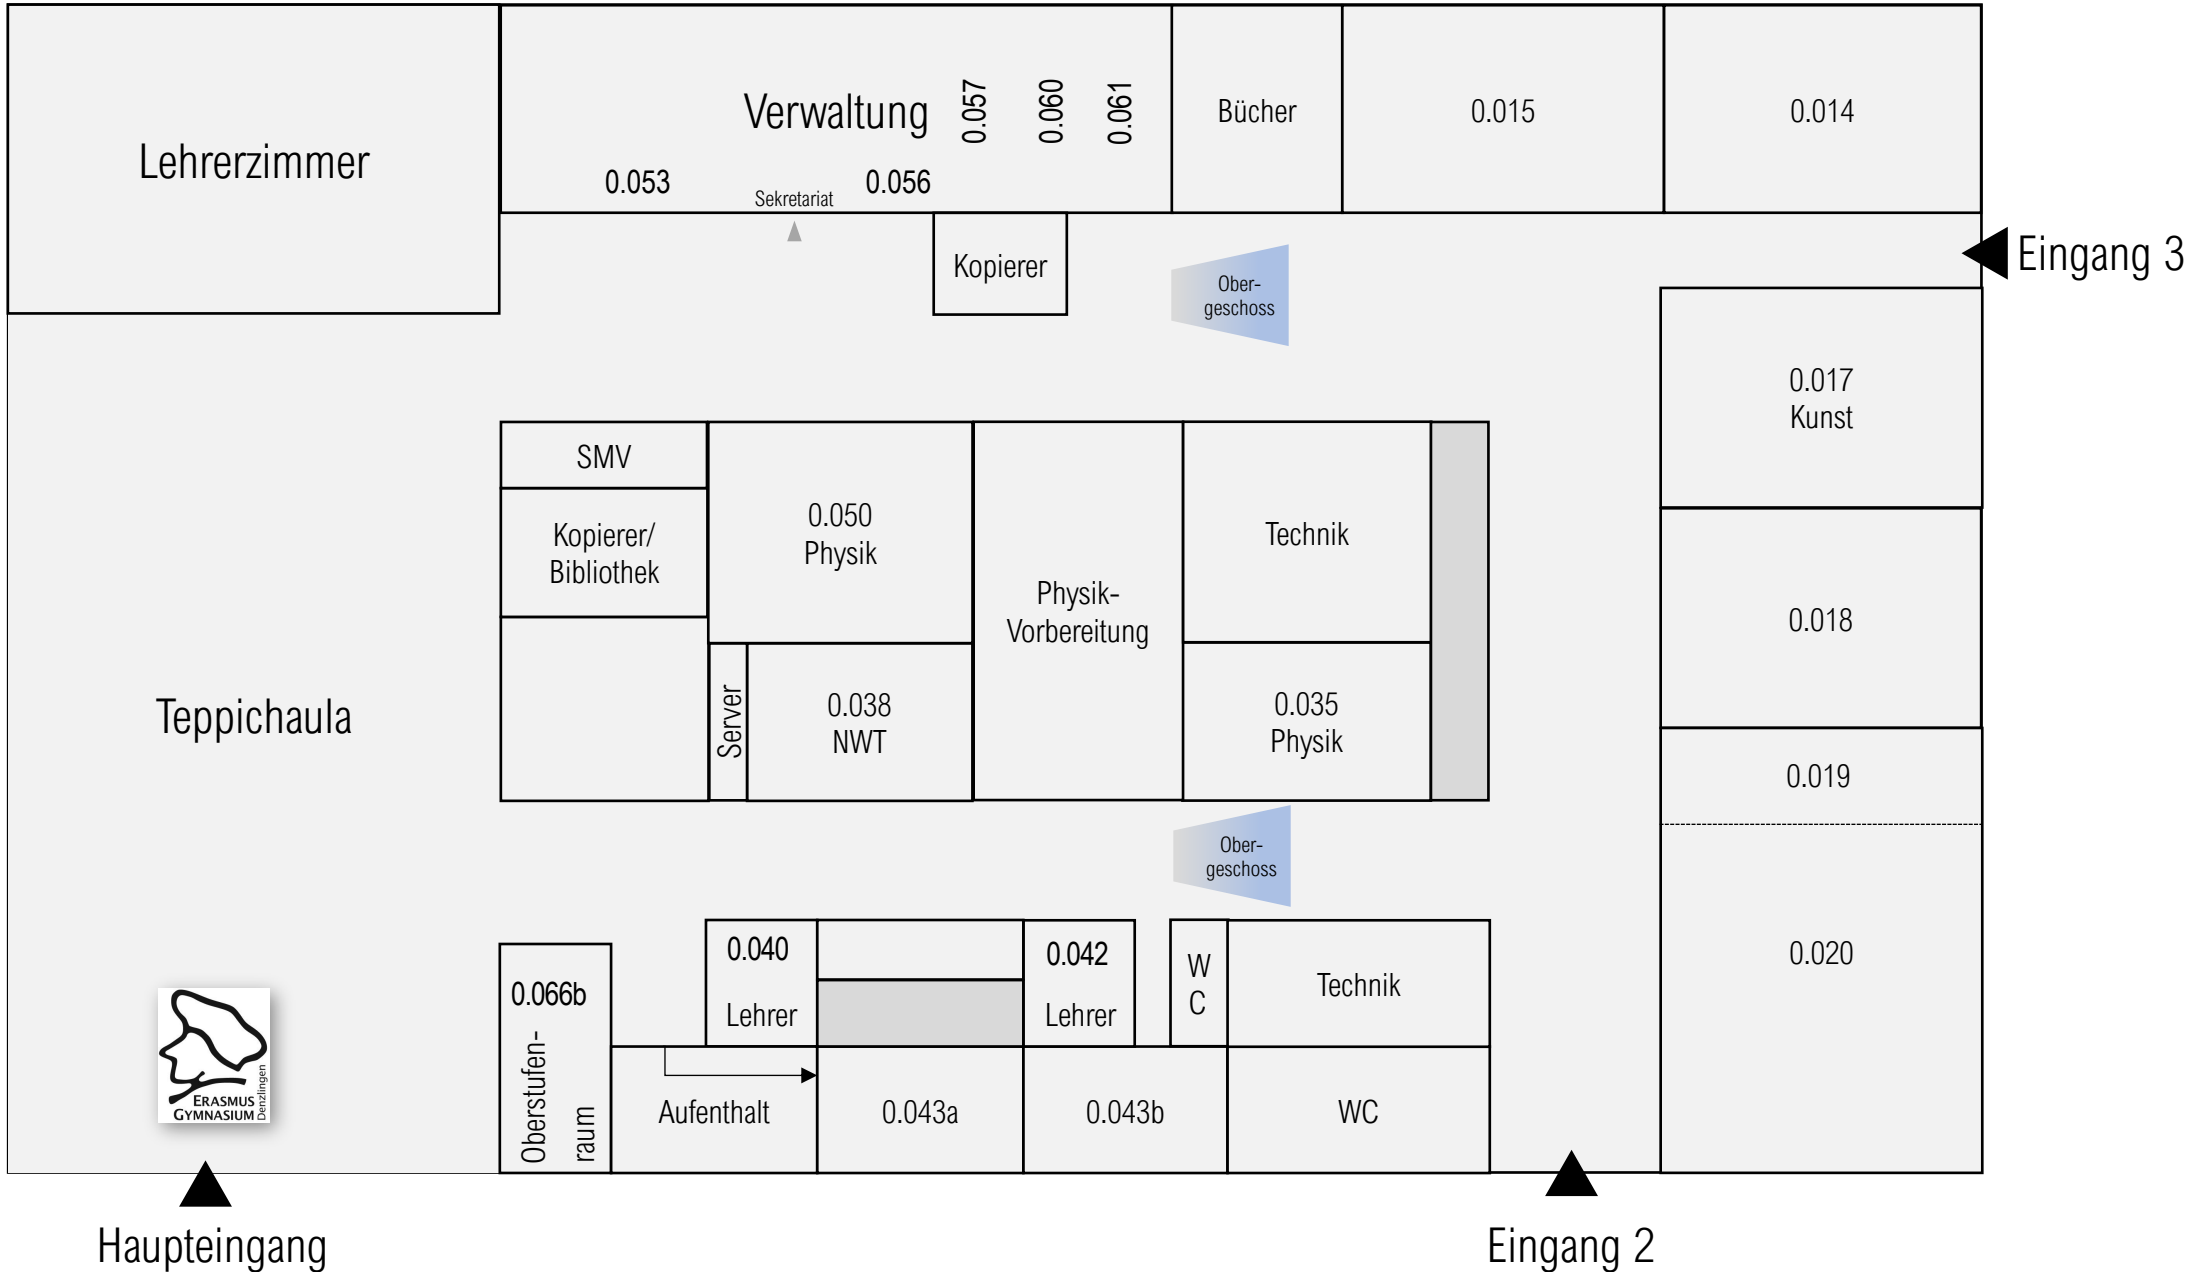 Lehrerzimmer
Verwaltung
0.053
Sekretariat
0.056
0.057
0.060
0.061
Bücher
0.015
0.014
Kopierer
Ober-
geschoss
Eingang 3
0.017
Kunst
SMV
Kopierer/
Bibliothek
0.050
Physik
Physik-
Vorbereitung
Technik
0.018
Teppichaula
Server
0.038
NWT
0.035
Physik
0.019
Ober-
geschoss
0.020
0.066b
Oberstufen-
raum
0.040
Lehrer
0.042
Lehrer
W
C
Technik
Aufenthalt
0.043a
0.043b
WC
ERASMUS
GYMNASIUM
Denzlingen
Haupteingang
Eingang 2